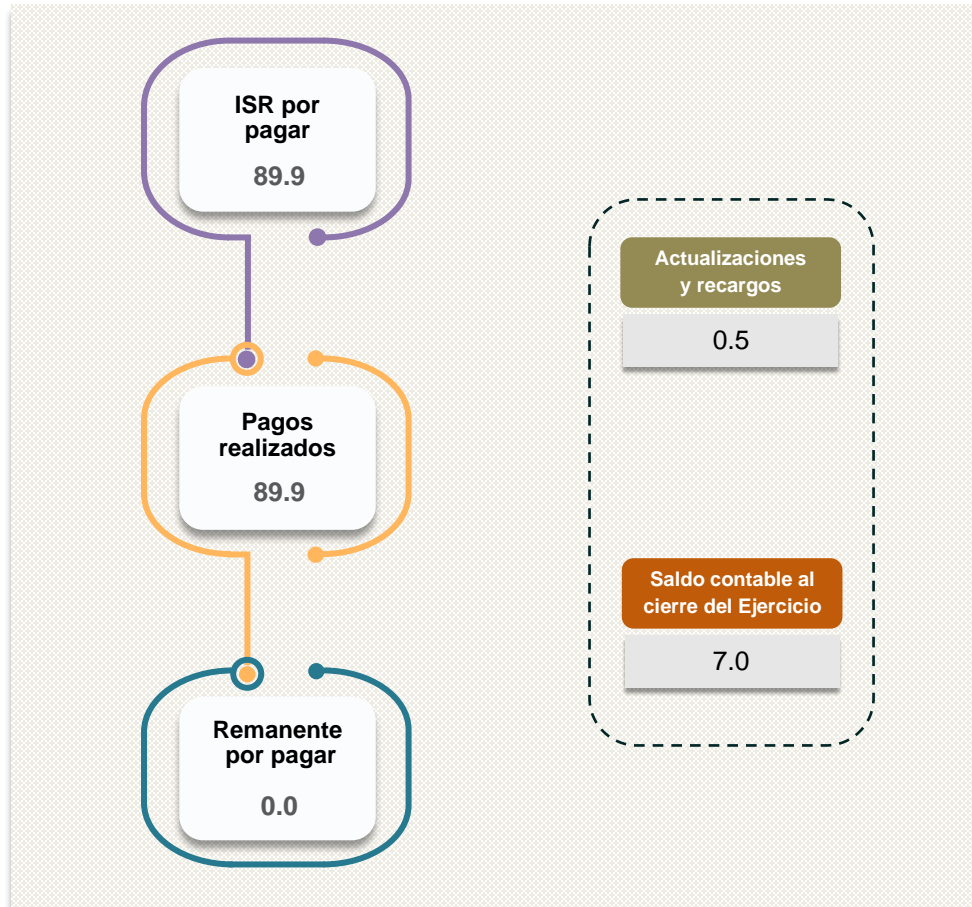 ISR por
pagar
89.9
Pagos
realizados
89.9
Remanente
por pagar
0.0
Actualizaciones
y recargos
0.5
Saldo contable al
cierre del Ejercicio
7.0